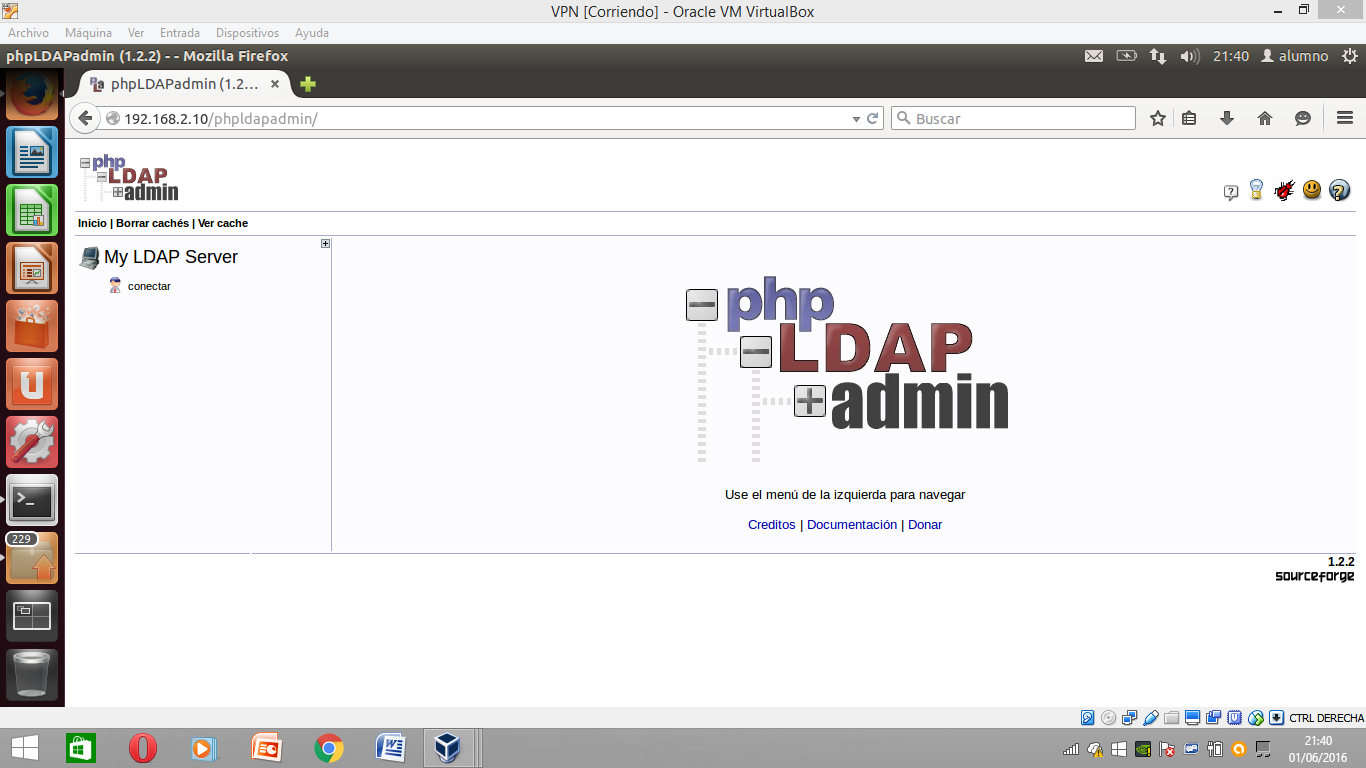 VPN [Corriendo] - Oracle VM VirtualBox
Archivo Máquina Ver Entrada Dispositivos Ayuda
phpLDAPadmin (1.2.2) - - Mozilla Firefox
21:40 alumno
phpLDAPadmin (1.2...
192.168.2.10/phpldapadmin/
Buscar
php
LDAP
admin
Inicio | Borrar cachés | Ver cache
My LDAP Server
conectar
php
LDAP
admin
Use el menú de la izquierda para navegar
Creditos | Documentación | Donar
1.2.2
sourceforge
229
CTRL DERECHA
21:40
01/06/2016